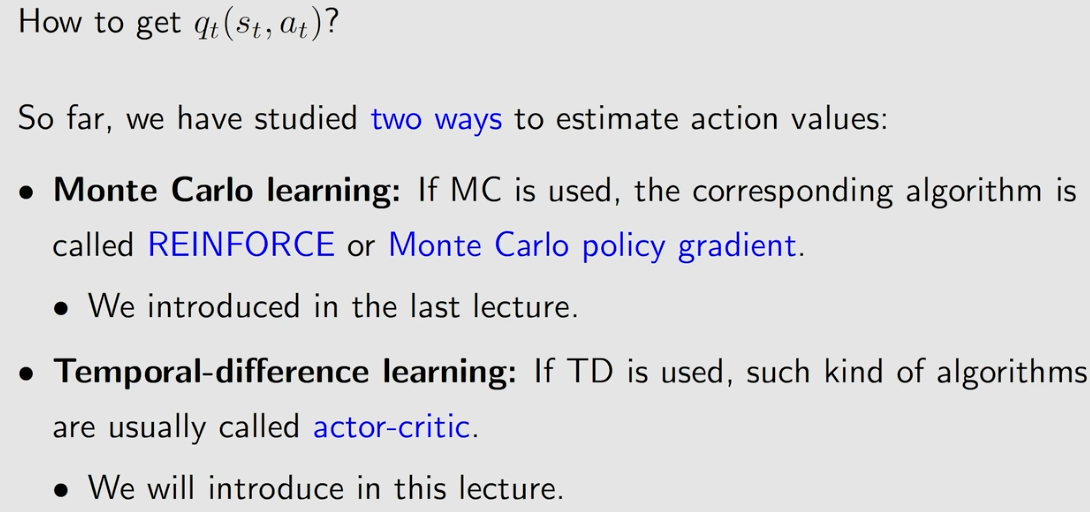 How to get qₜ(sₜ, aₜ)?
So far, we have studied two ways to estimate action values:
• Monte Carlo learning: If MC is used, the corresponding algorithm is
called REINFORCE or Monte Carlo policy gradient.
• We introduced in the last lecture.
• Temporal-difference learning: If TD is used, such kind of algorithms
are usually called actor-critic.
• We will introduce in this lecture.